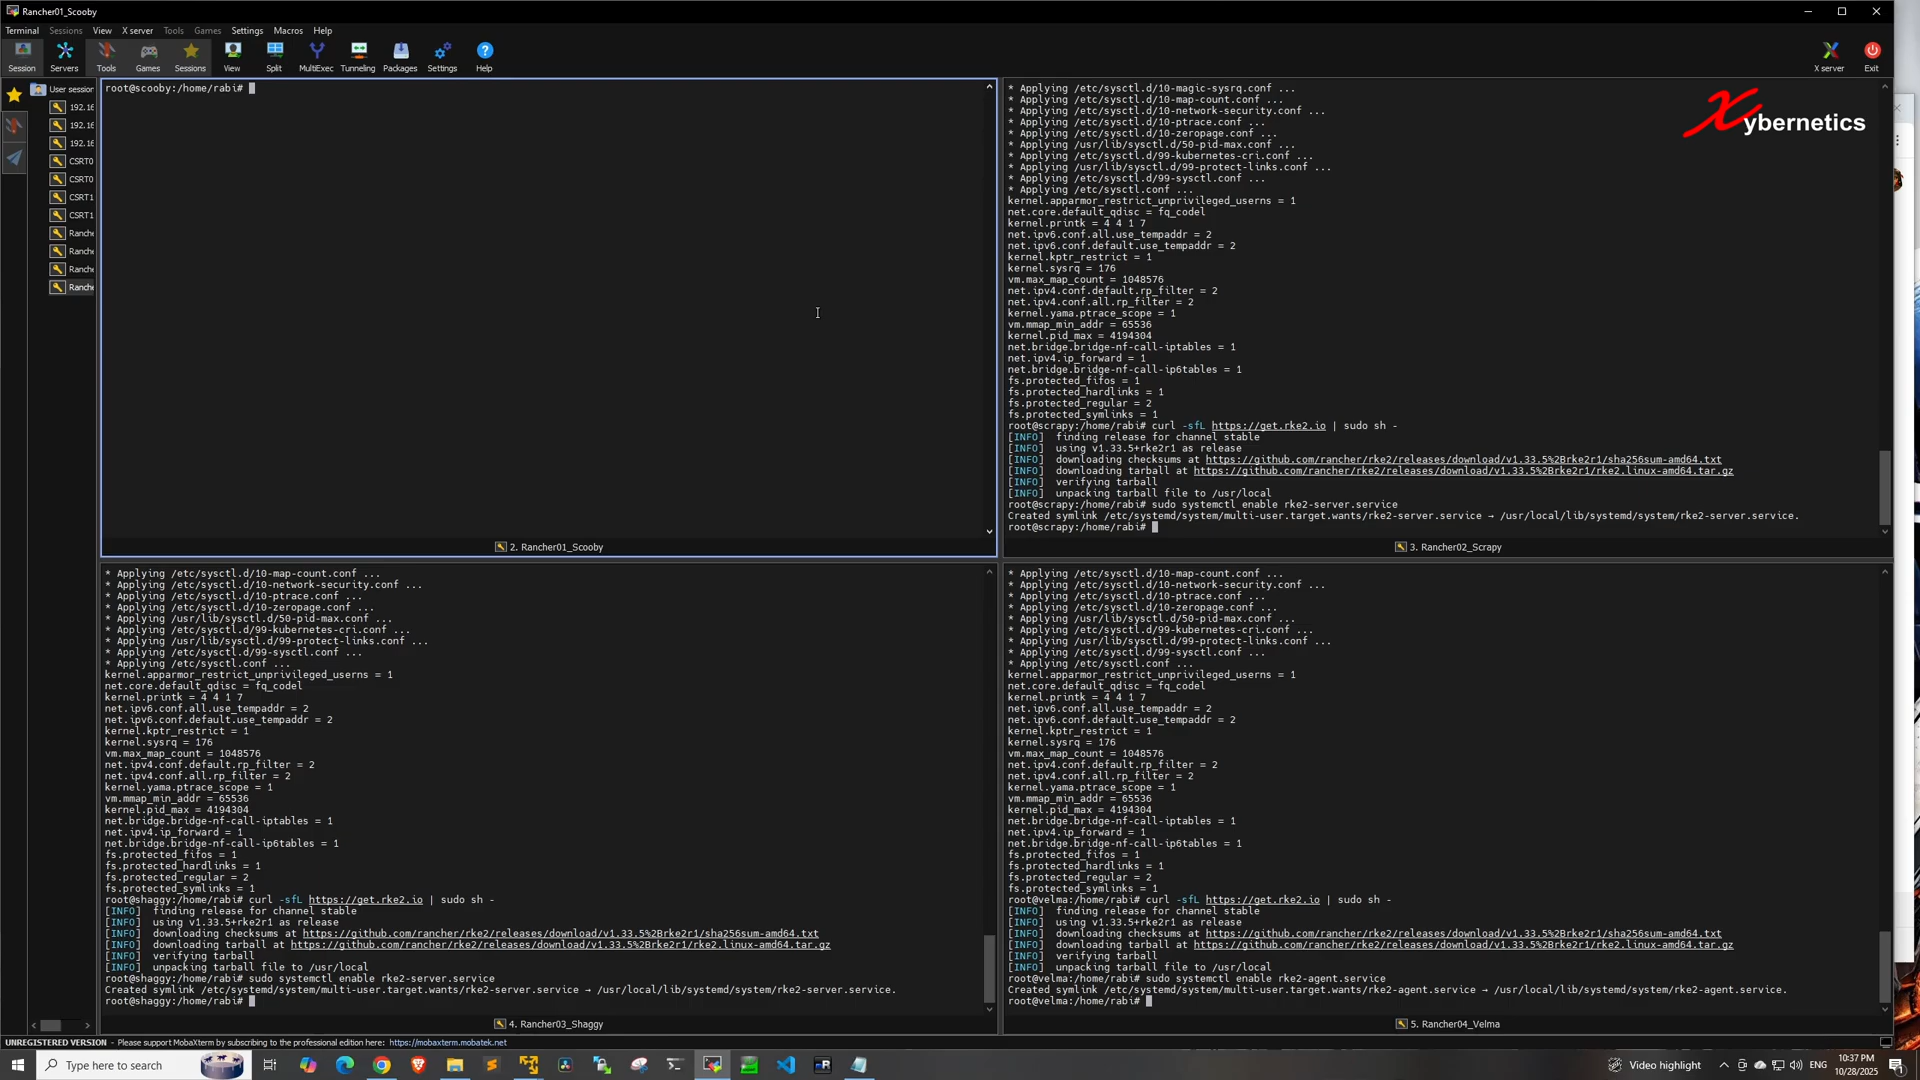 Rancher01_Scooby
Terminal Sessions View X server Tools Games Settings Macros Help
Session Servers Tools Games Sessions View Split MultiExec Tunneling Packages Settings Help X server Exit
User session
192.16
192.16
192.16
CSRT0
CSRT0
CSRT1
CSRT1
Ranche
Ranche
Ranche
Ranche
root@scooby:/home/rabi#
2. Rancher01_Scooby
Xybernetics
* Applying /etc/sysctl.d/10-magic-sysrq.conf ...
* Applying /etc/sysctl.d/10-map-count.conf ...
* Applying /etc/sysctl.d/10-network-security.conf ...
* Applying /etc/sysctl.d/10-ptrace.conf ...
* Applying /etc/sysctl.d/10-zeropage.conf ...
* Applying /usr/lib/sysctl.d/50-pid-max.conf ...
* Applying /etc/sysctl.d/99-kubernetes-cri.conf ...
* Applying /usr/lib/sysctl.d/99-protect-links.conf ...
* Applying /etc/sysctl.d/99-sysctl.conf ...
* Applying /etc/sysctl.conf ...
kernel.apparmor_restrict_unprivileged_userns = 1
net.core.default_qdisc = fq_codel
kernel.printk = 4 4 1 7
net.ipv6.conf.all.use_tempaddr = 2
net.ipv6.conf.default.use_tempaddr = 2
kernel.kptr_restrict = 1
kernel.sysrq = 176
vm.max_map_count = 1048576
net.ipv4.conf.default.rp_filter = 2
net.ipv4.conf.all.rp_filter = 2
kernel.yama.ptrace_scope = 1
vm.mmap_min_addr = 65536
kernel.pid_max = 4194304
net.bridge.bridge-nf-call-iptables = 1
net.ipv4.ip_forward = 1
net.bridge.bridge-nf-call-ip6tables = 1
fs.protected_fifos = 1
fs.protected_hardlinks = 1
fs.protected_regular = 2
fs.protected_symlinks = 1
root@scrapy:/home/rabi# curl -sfL https://get.rke2.io | sudo sh -
[INFO] finding release for channel stable
[INFO] using v1.33.5+rke2r1 as release
[INFO] downloading checksums at https://github.com/rancher/rke2/releases/download/v1.33.5%2Brke2r1/sha256sum-amd64.txt
[INFO] downloading tarball at https://github.com/rancher/rke2/releases/download/v1.33.5%2Brke2r1/rke2.linux-amd64.tar.gz
[INFO] verifying tarball
[INFO] unpacking tarball file to /usr/local
root@scrapy:/home/rabi# sudo systemctl enable rke2-server.service
Created symlink /etc/systemd/system/multi-user.target.wants/rke2-server.service → /usr/local/lib/systemd/system/rke2-server.service.
root@scrapy:/home/rabi#
3. Rancher02_Scrapy
* Applying /etc/sysctl.d/10-map-count.conf ...
* Applying /etc/sysctl.d/10-network-security.conf ...
* Applying /etc/sysctl.d/10-ptrace.conf ...
* Applying /etc/sysctl.d/10-zeropage.conf ...
* Applying /usr/lib/sysctl.d/50-pid-max.conf ...
* Applying /etc/sysctl.d/99-kubernetes-cri.conf ...
* Applying /usr/lib/sysctl.d/99-protect-links.conf ...
* Applying /etc/sysctl.d/99-sysctl.conf ...
* Applying /etc/sysctl.conf ...
kernel.apparmor_restrict_unprivileged_userns = 1
net.core.default_qdisc = fq_codel
kernel.printk = 4 4 1 7
net.ipv6.conf.all.use_tempaddr = 2
net.ipv6.conf.default.use_tempaddr = 2
kernel.kptr_restrict = 1
kernel.sysrq = 176
vm.max_map_count = 1048576
net.ipv4.conf.default.rp_filter = 2
net.ipv4.conf.all.rp_filter = 2
kernel.yama.ptrace_scope = 1
vm.mmap_min_addr = 65536
kernel.pid_max = 4194304
net.bridge.bridge-nf-call-iptables = 1
net.ipv4.ip_forward = 1
net.bridge.bridge-nf-call-ip6tables = 1
fs.protected_fifos = 1
fs.protected_hardlinks = 1
fs.protected_regular = 2
fs.protected_symlinks = 1
root@shaggy:/home/rabi# curl -sfL https://get.rke2.io | sudo sh -
[INFO] finding release for channel stable
[INFO] using v1.33.5+rke2r1 as release
[INFO] downloading checksums at https://github.com/rancher/rke2/releases/download/v1.33.5%2Brke2r1/sha256sum-amd64.txt
[INFO] downloading tarball at https://github.com/rancher/rke2/releases/download/v1.33.5%2Brke2r1/rke2.linux-amd64.tar.gz
[INFO] verifying tarball
[INFO] unpacking tarball file to /usr/local
root@shaggy:/home/rabi# sudo systemctl enable rke2-server.service
Created symlink /etc/systemd/system/multi-user.target.wants/rke2-server.service → /usr/local/lib/systemd/system/rke2-server.service.
root@shaggy:/home/rabi#
4. Rancher03_Shaggy
* Applying /etc/sysctl.d/10-map-count.conf ...
* Applying /etc/sysctl.d/10-network-security.conf ...
* Applying /etc/sysctl.d/10-ptrace.conf ...
* Applying /etc/sysctl.d/10-zeropage.conf ...
* Applying /usr/lib/sysctl.d/50-pid-max.conf ...
* Applying /etc/sysctl.d/99-kubernetes-cri.conf ...
* Applying /usr/lib/sysctl.d/99-protect-links.conf ...
* Applying /etc/sysctl.d/99-sysctl.conf ...
* Applying /etc/sysctl.conf ...
kernel.apparmor_restrict_unprivileged_userns = 1
net.core.default_qdisc = fq_codel
kernel.printk = 4 4 1 7
net.ipv6.conf.all.use_tempaddr = 2
net.ipv6.conf.default.use_tempaddr = 2
kernel.kptr_restrict = 1
kernel.sysrq = 176
vm.max_map_count = 1048576
net.ipv4.conf.default.rp_filter = 2
net.ipv4.conf.all.rp_filter = 2
kernel.yama.ptrace_scope = 1
vm.mmap_min_addr = 65536
kernel.pid_max = 4194304
net.bridge.bridge-nf-call-iptables = 1
net.ipv4.ip_forward = 1
net.bridge.bridge-nf-call-ip6tables = 1
fs.protected_fifos = 1
fs.protected_hardlinks = 1
fs.protected_regular = 2
fs.protected_symlinks = 1
root@velma:/home/rabi# curl -sfL https://get.rke2.io | sudo sh -
[INFO] finding release for channel stable
[INFO] using v1.33.5+rke2r1 as release
[INFO] downloading checksums at https://github.com/rancher/rke2/releases/download/v1.33.5%2Brke2r1/sha256sum-amd64.txt
[INFO] downloading tarball at https://github.com/rancher/rke2/releases/download/v1.33.5%2Brke2r1/rke2.linux-amd64.tar.gz
[INFO] verifying tarball
[INFO] unpacking tarball file to /usr/local
root@velma:/home/rabi# sudo systemctl enable rke2-agent.service
Created symlink /etc/systemd/system/multi-user.target.wants/rke2-agent.service → /usr/local/lib/systemd/system/rke2-agent.service.
root@velma:/home/rabi#
5. Rancher04_Velma
UNREGISTERED VERSION - Please support MobaXterm by subscribing to the professional edition here: https://mobaxterm.mobatek.net
Type here to search
Video highlight
ENG
10:37 PM
10/28/2025